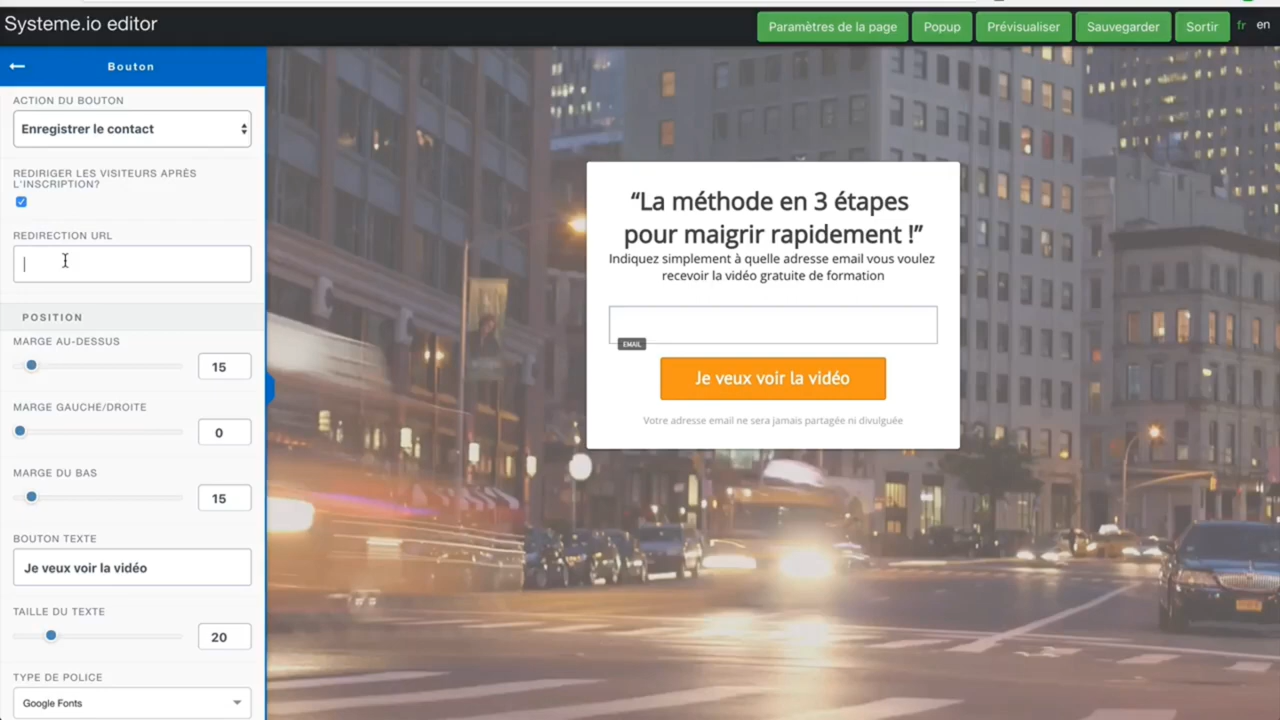 Systeme.io editor
Paramètres de la page
Popup
Prévisualiser
Sauvegarder
Sortir
fr
en
Bouton
ACTION DU BOUTON
Enregistrer le contact
REDIRIGER LES VISITEURS APRÈS
L'INSCRIPTION?
REDIRECTION URL
POSITION
MARGE AU-DESSUS
15
MARGE GAUCHE/DROITE
0
MARGE DU BAS
15
BOUTON TEXTE
Je veux voir la vidéo
TAILLE DU TEXTE
20
TYPE DE POLICE
Google Fonts
“La méthode en 3 étapes
pour maigrir rapidement !”
Indiquez simplement à quelle adresse email vous voulez
recevoir la vidéo gratuite de formation
EMAIL
Je veux voir la vidéo
Votre adresse email ne sera jamais partagée ni divulguée